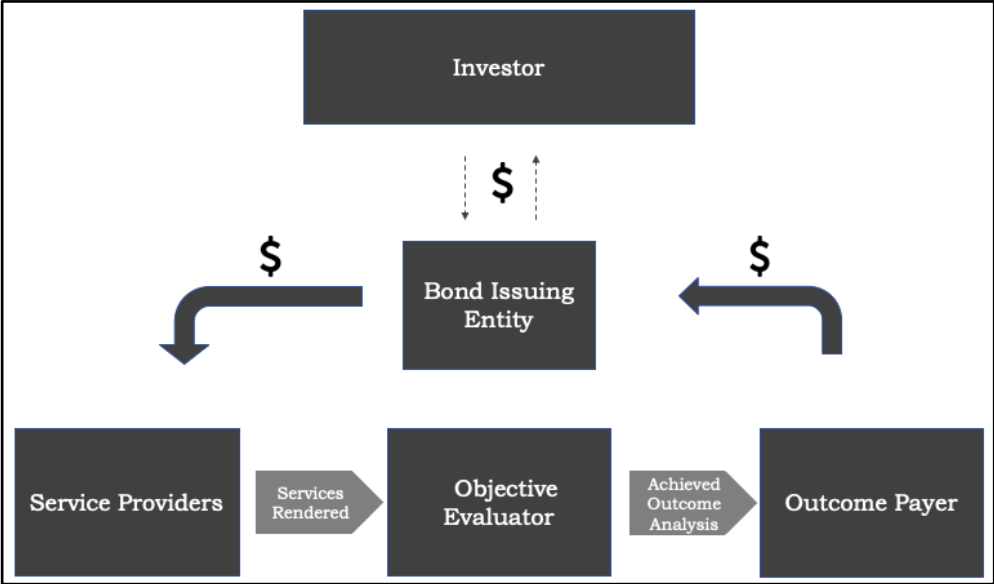 Investor
$
$
$
Bond Issuing
Entity
Service Providers
Services
Rendered
Objective
Evaluator
Achieved
Outcome
Analysis
Outcome Payer